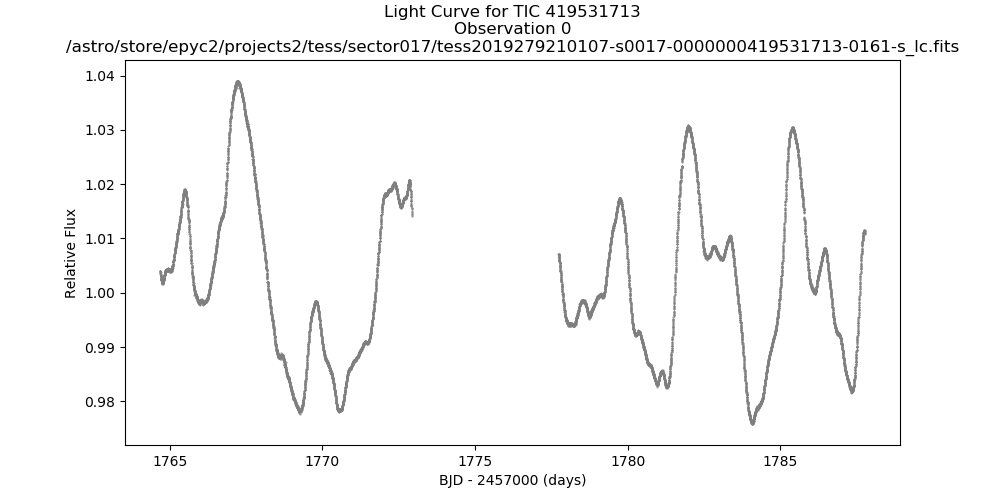 Light Curve for TIC 419531713
Observation 0
/astro/store/epyc2/projects2/tess/sector017/tess2019279210107-s0017-0000000419531713-0161-s_lc.fits
1.04
1.03
1.02
1.01
1.00
0.99
0.98
Relative Flux
1765
1770
1775
1780
1785
BJD - 2457000 (days)